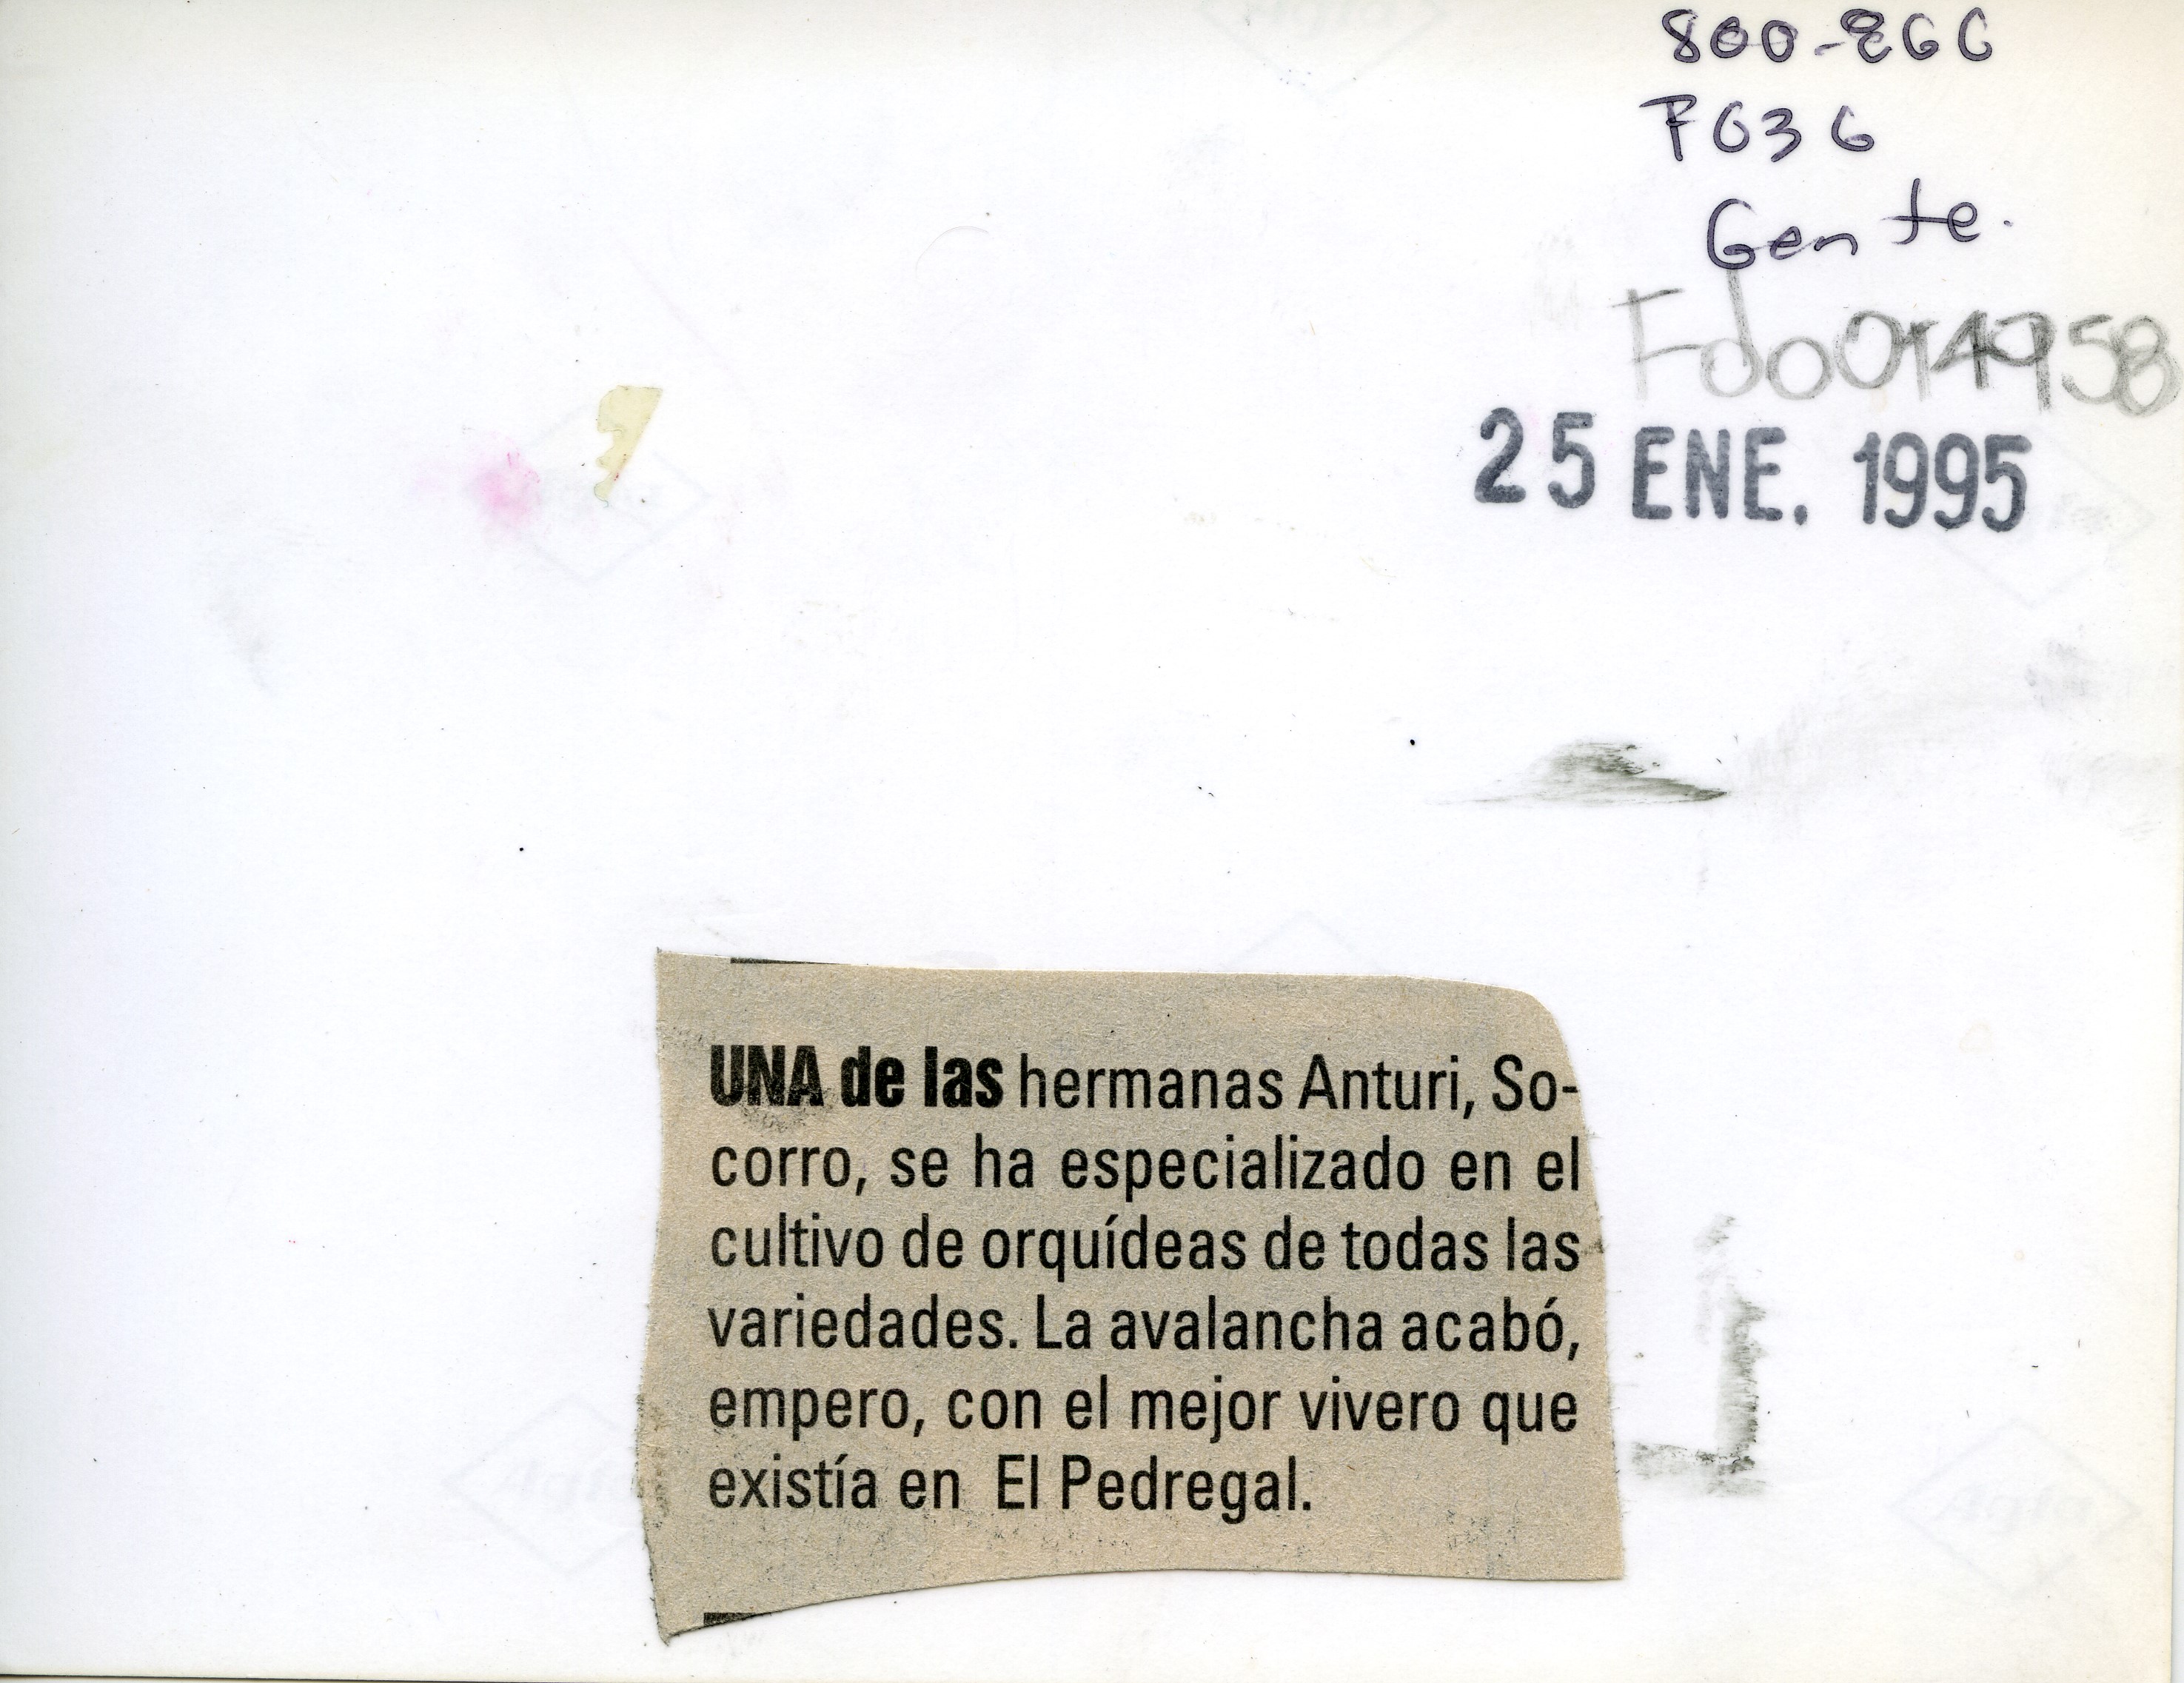 800-86C
F036
Gente.
Fdo014958
25 ENE. 1995
UNA de las hermanas Anturi, So-
corro, se ha especializado en el
cultivo de orquídeas de todas las
variedades. La avalancha acabó,
empero, con el mejor vivero que
existía en El Pedregal.